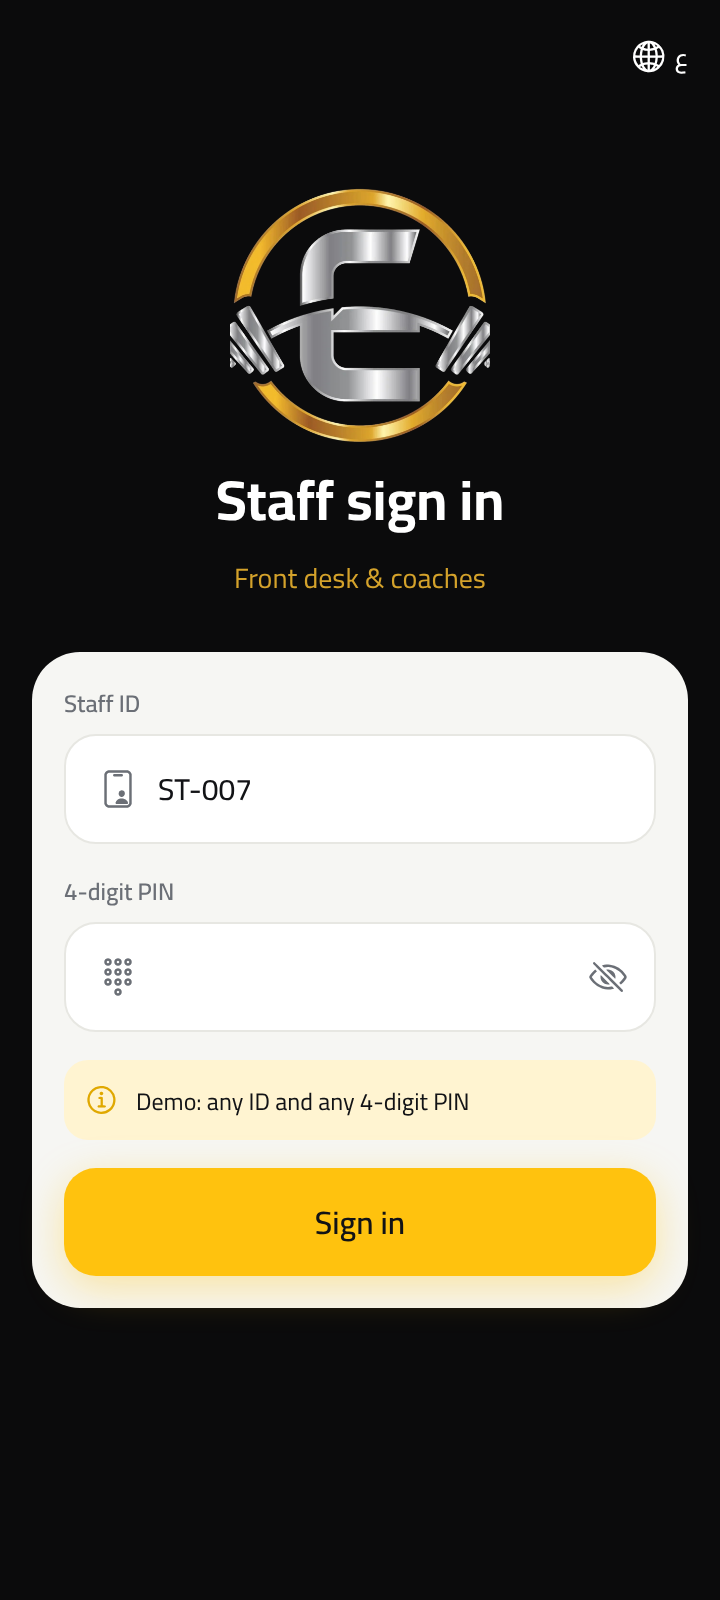 ع
E
Staff sign in
Front desk & coaches
Staff ID
ST-007
4-digit PIN
Demo: any ID and any 4-digit PIN
Sign in